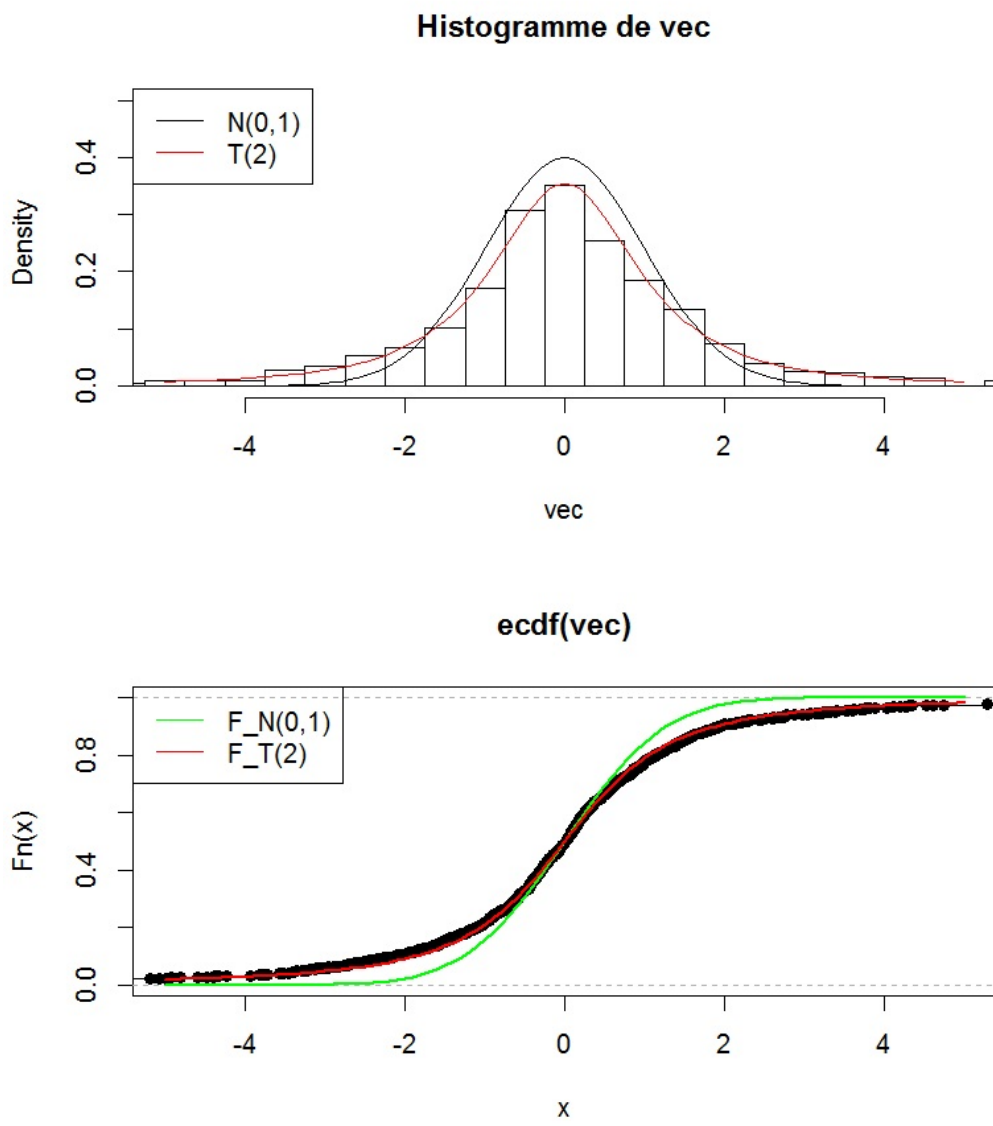 Histogramme de vec
N(0,1)
T(2)
Density
0.0 0.2 0.4
-4 -2 0 2 4
vec
ecdf(vec)
F_N(0,1)
F_T(2)
Fn(x)
0.0 0.4 0.8
-4 -2 0 2 4
x